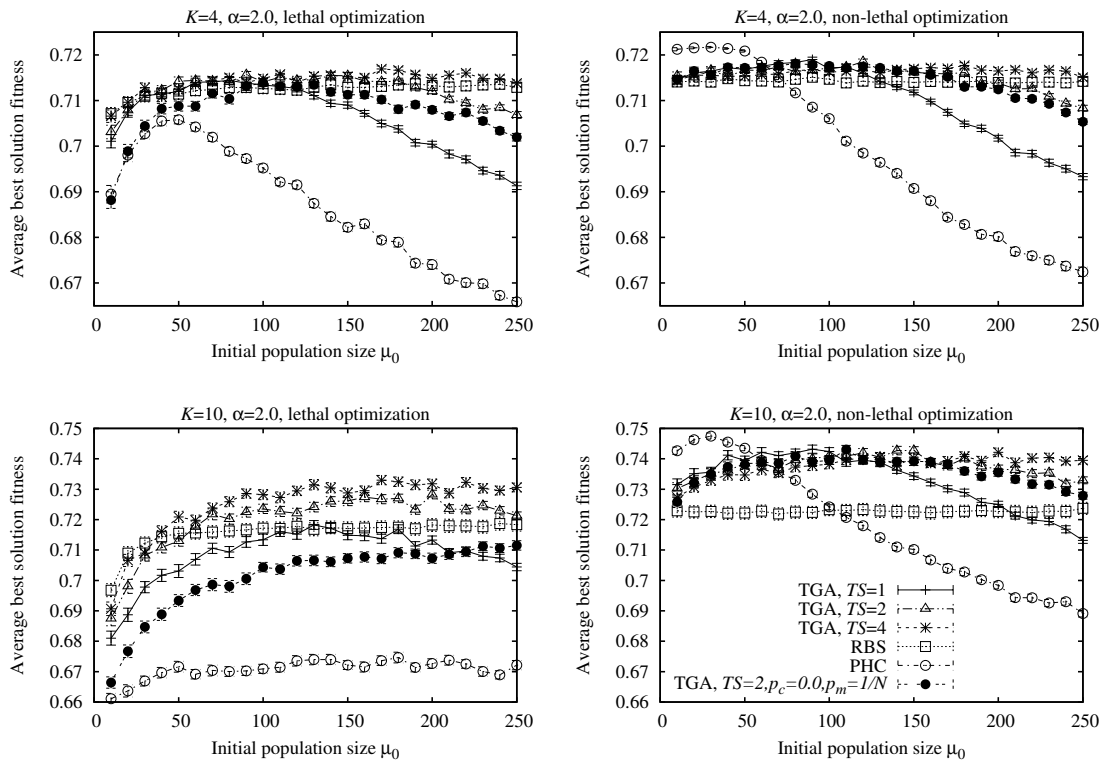 K=4, α=2.0, lethal optimization
Average best solution fitness
0.72
0.71
0.7
0.69
0.68
0.67
0 50 100 150 200 250
Initial population size μ0
K=4, α=2.0, non-lethal optimization
Average best solution fitness
0.72
0.71
0.7
0.69
0.68
0.67
0 50 100 150 200 250
Initial population size μ0
K=10, α=2.0, lethal optimization
Average best solution fitness
0.75
0.74
0.73
0.72
0.71
0.7
0.69
0.68
0.67
0.66
0 50 100 150 200 250
Initial population size μ0
K=10, α=2.0, non-lethal optimization
Average best solution fitness
0.75
0.74
0.73
0.72
0.71
0.7
0.69
0.68
0.67
0.66
0 50 100 150 200 250
Initial population size μ0
TGA, TS=1
TGA, TS=2
TGA, TS=4
RBS
PHC
TGA, TS=2,pc=0.0,pm=1/N